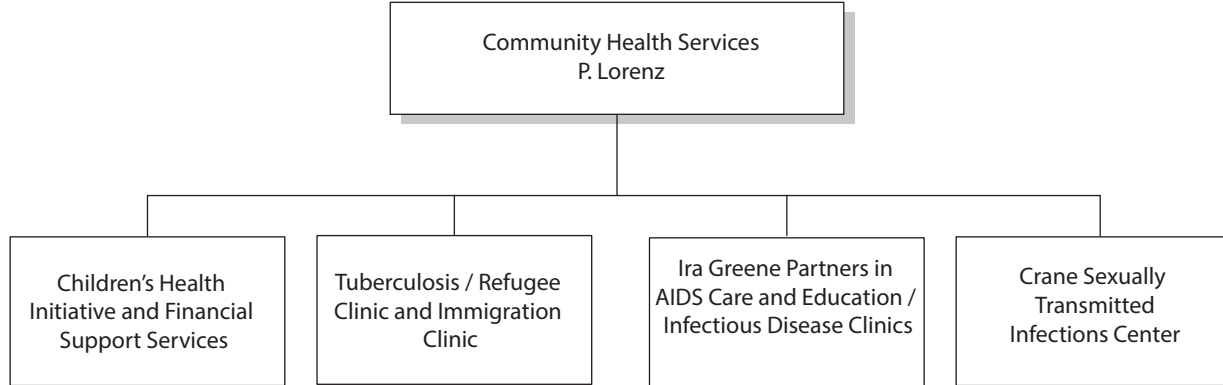 Community Health Services
P. Lorenz
Children’s Health
Initiative and Financial
Support Services
Tuberculosis / Refugee
Clinic and Immigration
Clinic
Ira Greene Partners in
AIDS Care and Education /
Infectious Disease Clinics
Crane Sexually
Transmitted
Infections Center